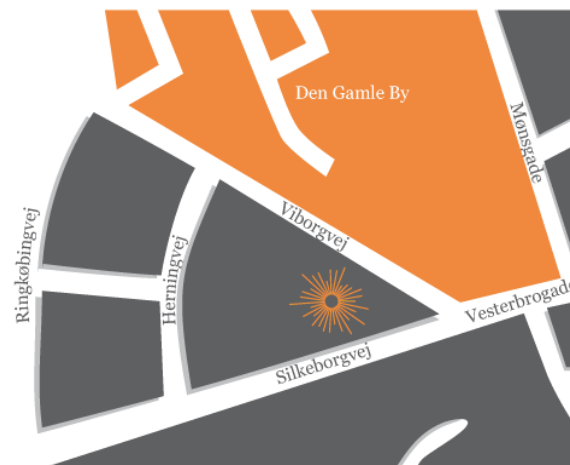 Den Gamle By
Mønsgade
Viborgvej
Ringkøbingvej
Herningvej
Vesterbrogade
Silkeborgvej